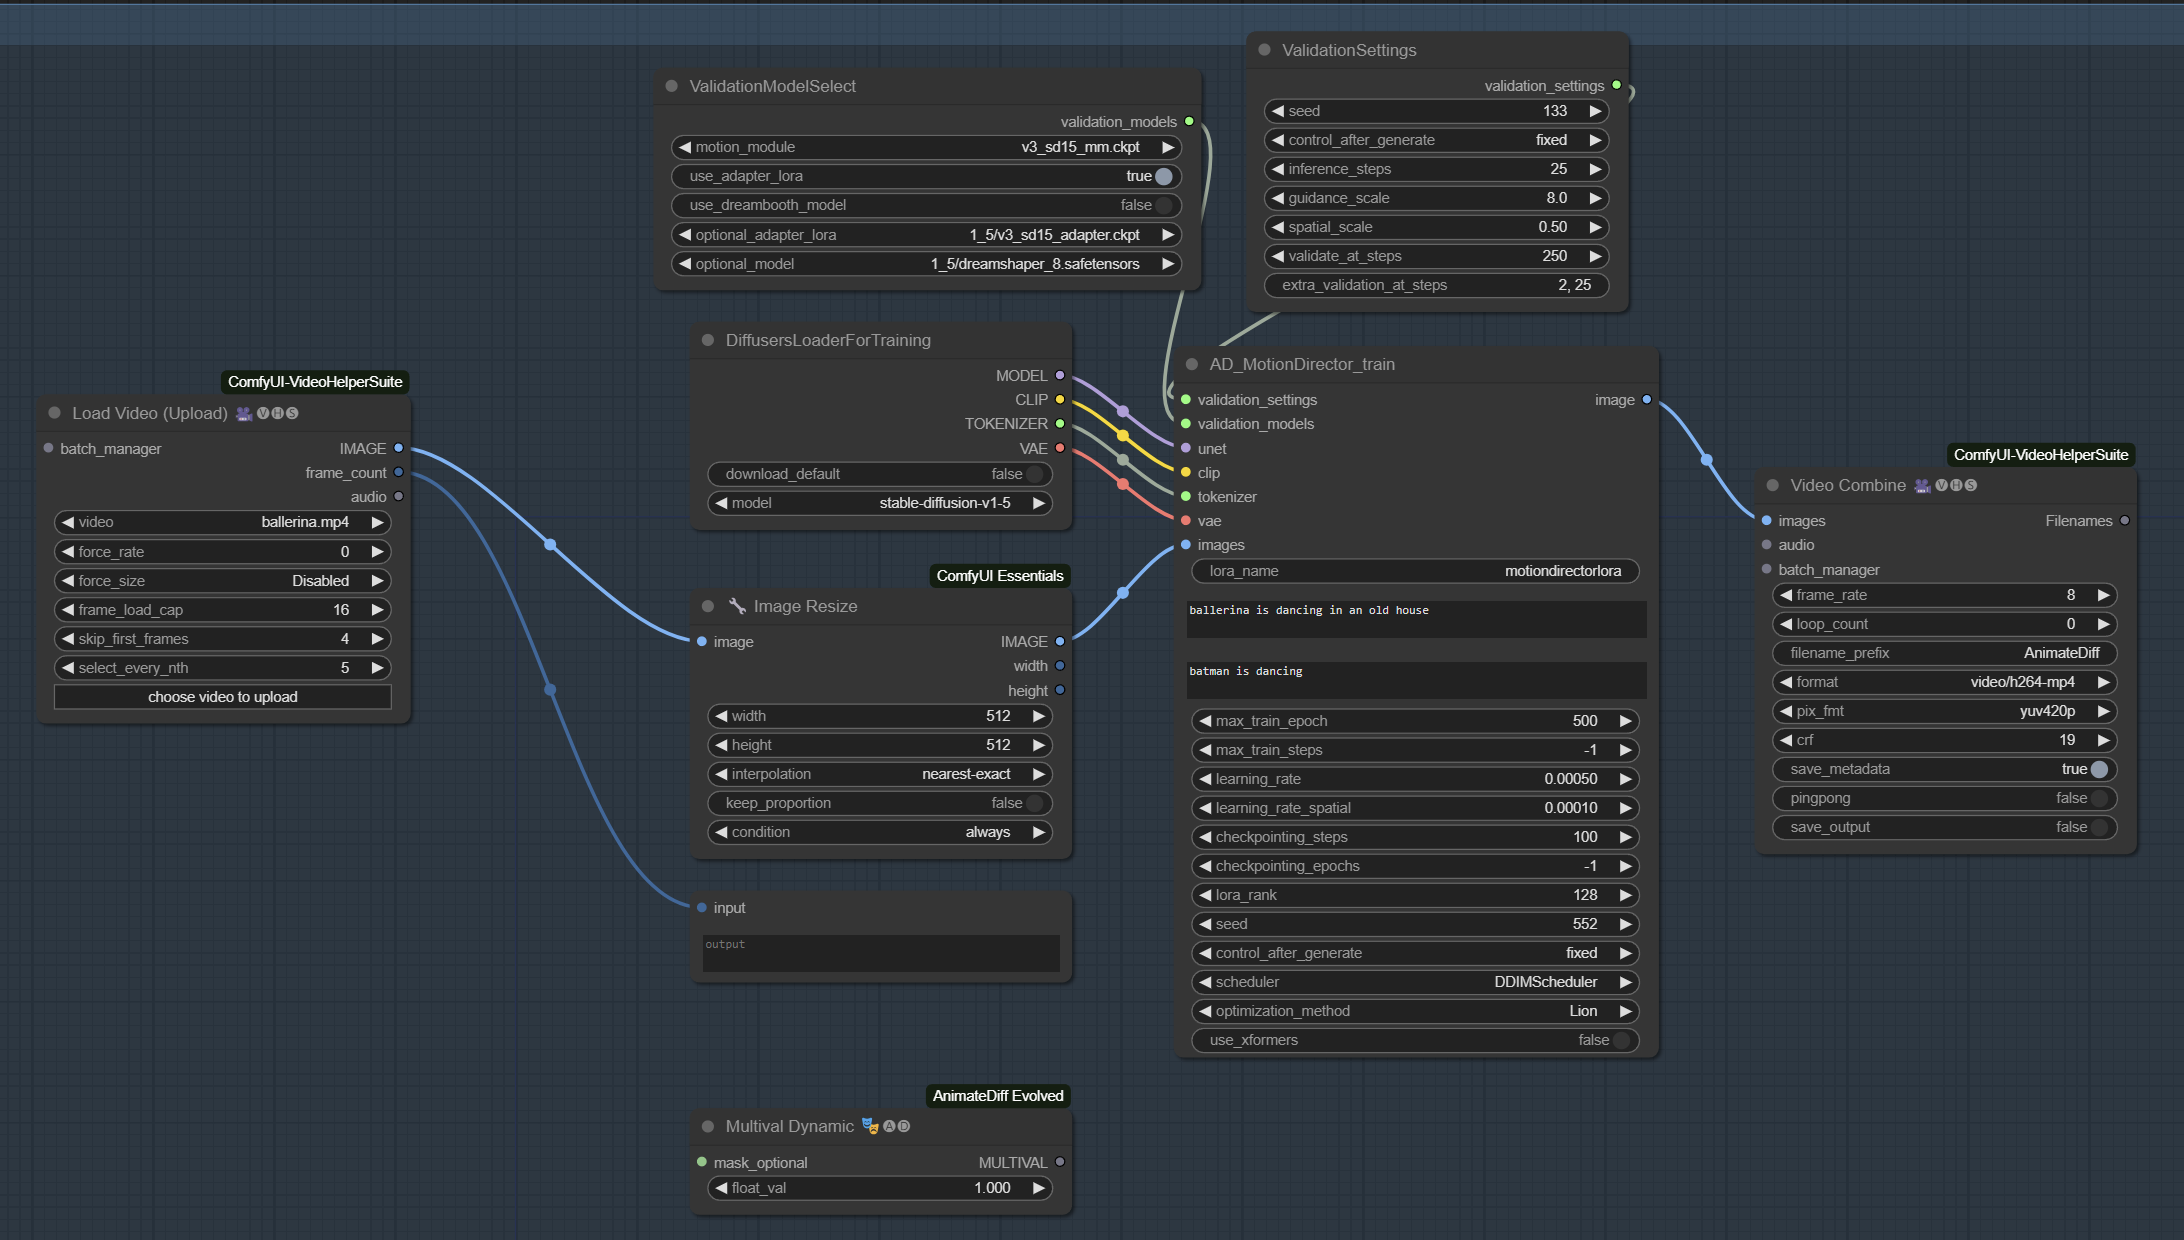 ValidationSettings
validation_settings
seed 133
control_after_generate fixed
inference_steps 25
guidance_scale 8.0
spatial_scale 0.50
validate_at_steps 250
extra_validation_at_steps 2, 25
ValidationModelSelect
validation_models
motion_module v3_sd15_mm.ckpt
use_adapter_lora true
use_dreambooth_model false
optional_adapter_lora 1_5/v3_sd15_adapter.ckpt
optional_model 1_5/dreamshaper_8.safetensors
DiffusersLoaderForTraining
MODEL
CLIP
TOKENIZER
VAE
download_default false
model stable-diffusion-v1-5
ComfyUI-VideoHelperSuite
Load Video (Upload) VHS
batch_manager IMAGE
frame_count
audio
video ballerina.mp4
force_rate 0
force_size Disabled
frame_load_cap 16
skip_first_frames 4
select_every_nth 5
choose video to upload
ComfyUI Essentials
Image Resize
image IMAGE
width
height
width 512
height 512
interpolation nearest-exact
keep_proportion false
condition always
input
output
AnimateDiff Evolved
Multival Dynamic AD
mask_optional MULTIVAL
float_val 1.000
AD_MotionDirector_train
validation_settings image
validation_models
unet
clip
tokenizer
vae
images
lora_name motiondirectorlora
ballerina is dancing in an old house
batman is dancing
max_train_epoch 500
max_train_steps -1
learning_rate 0.00050
learning_rate_spatial 0.00010
checkpointing_steps 100
checkpointing_epochs -1
lora_rank 128
seed 552
control_after_generate fixed
scheduler DDIMScheduler
optimization_method Lion
use_xformers false
ComfyUI-VideoHelperSuite
Video Combine VHS
images Filenames
audio
batch_manager
frame_rate 8
loop_count 0
filename_prefix AnimateDiff
format video/h264-mp4
pix_fmt yuv420p
crf 19
save_metadata true
pingpong false
save_output false